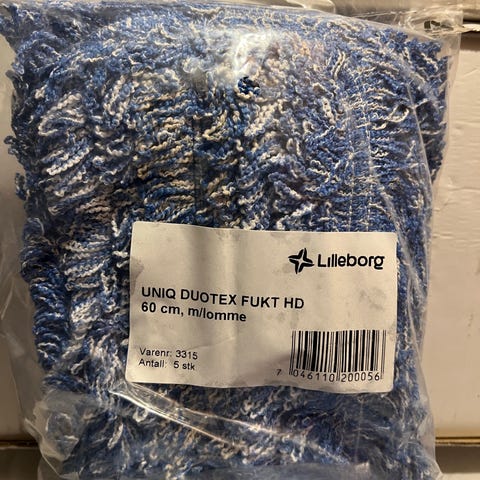 Lilleborg
UNIQ DUOTEX FUKT HD
60 cm, m/lomme
Varenr: 3315
Antall: 5 stk
7 046110 200056